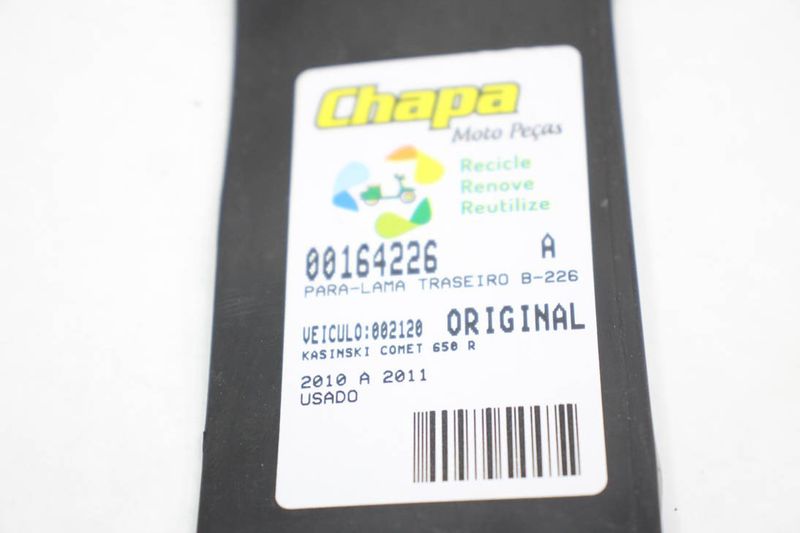 Chapa
Moto Peças
Recicle
Renove
Reutilize
00164226 A
PARA-LAMA TRASEIRO B-226
VEICULO:002120 ORIGINAL
KASINSKI COMET 650 R
2010 A 2011
USADO